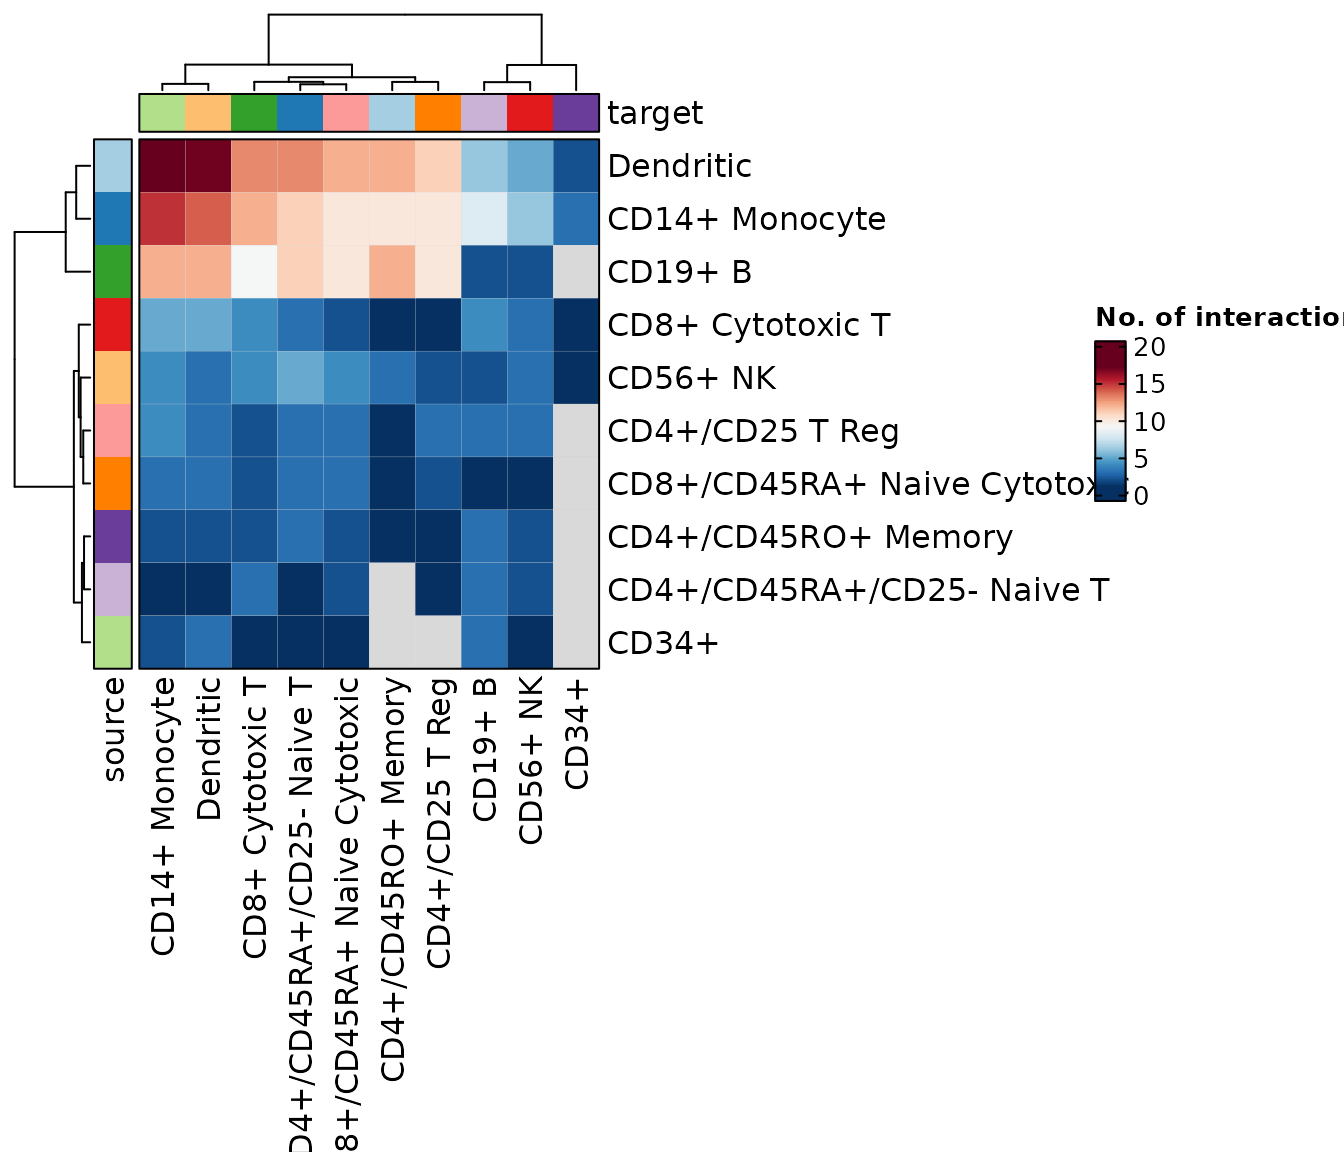 target
Dendritic
CD14+ Monocyte
CD19+ B
CD8+ Cytotoxic T
CD56+ NK
CD4+/CD25 T Reg
CD8+/CD45RA+ Naive Cytotox
CD4+/CD45RO+ Memory
CD4+/CD45RA+/CD25- Naive T
CD34+
No. of interactio
20
15
10
5
0
source
CD14+ Monocyte
Dendritic
CD8+ Cytotoxic T
D4+/CD45RA+/CD25- Naive T
8+/CD45RA+ Naive Cytotoxic
CD4+/CD45RO+ Memory
CD4+/CD25 T Reg
CD19+ B
CD56+ NK
CD34+